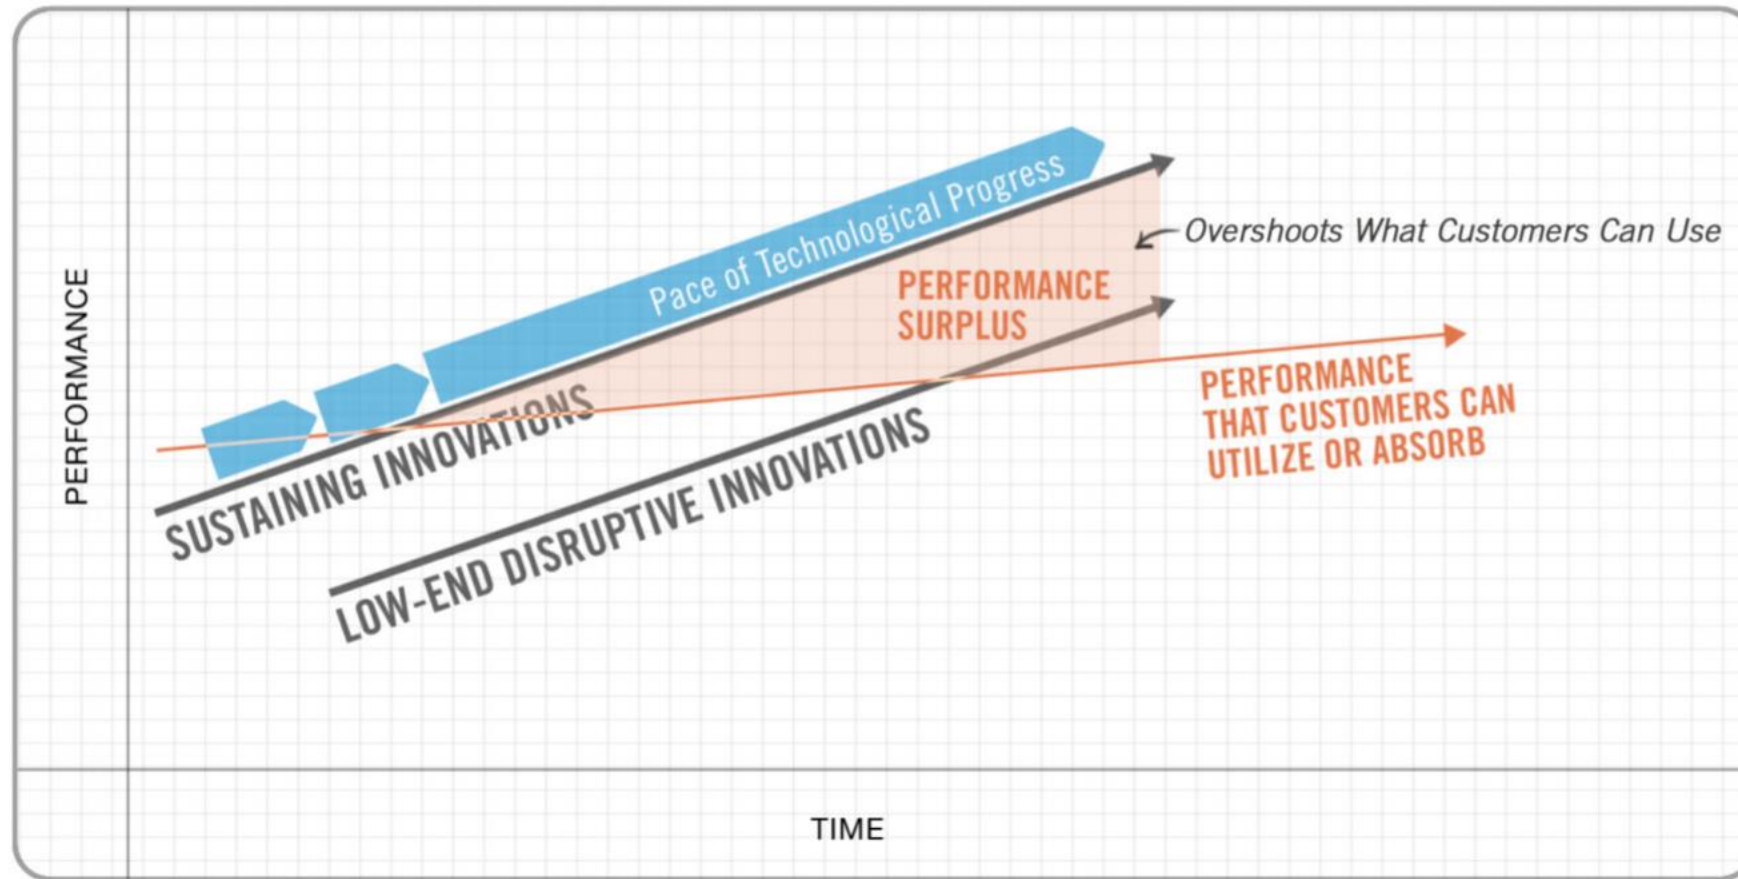 PERFORMANCE
Pace of Technological Progress
Overshoots What Customers Can Use
PERFORMANCE
SURPLUS
SUSTAINING INNOVATIONS
LOW-END DISRUPTIVE INNOVATIONS
PERFORMANCE
THAT CUSTOMERS CAN
UTILIZE OR ABSORB
TIME